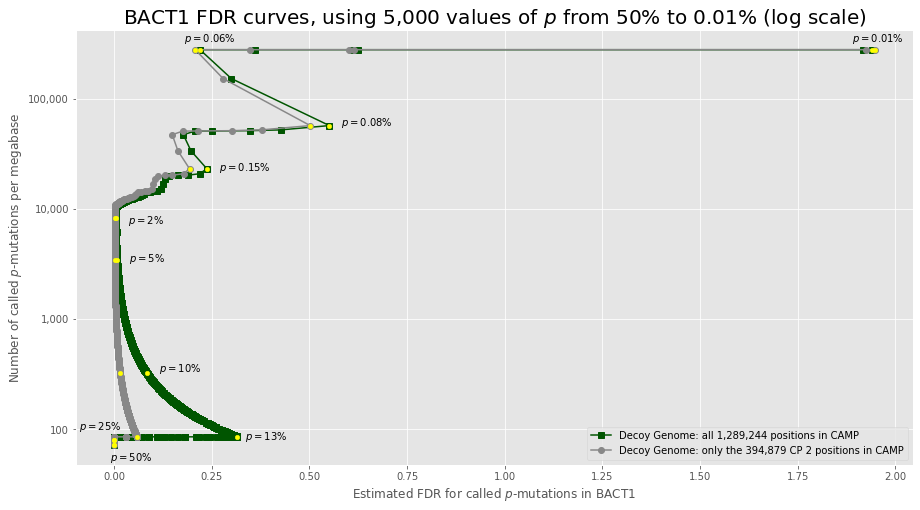 BACT1 FDR curves, using 5,000 values of p from 50% to 0.01% (log scale)
p = 0.06%
p = 0.01%
100,000
p = 0.08%
p = 0.15%
10,000
p = 2%
p = 5%
1,000
p = 10%
p = 25%
100
p = 13%
p = 50%
Number of called p-mutations per megabase
Decoy Genome: all 1,289,244 positions in CAMP
Decoy Genome: only the 394,879 CP 2 positions in CAMP
0.00 0.25 0.50 0.75 1.00 1.25 1.50 1.75 2.00
Estimated FDR for called p-mutations in BACT1